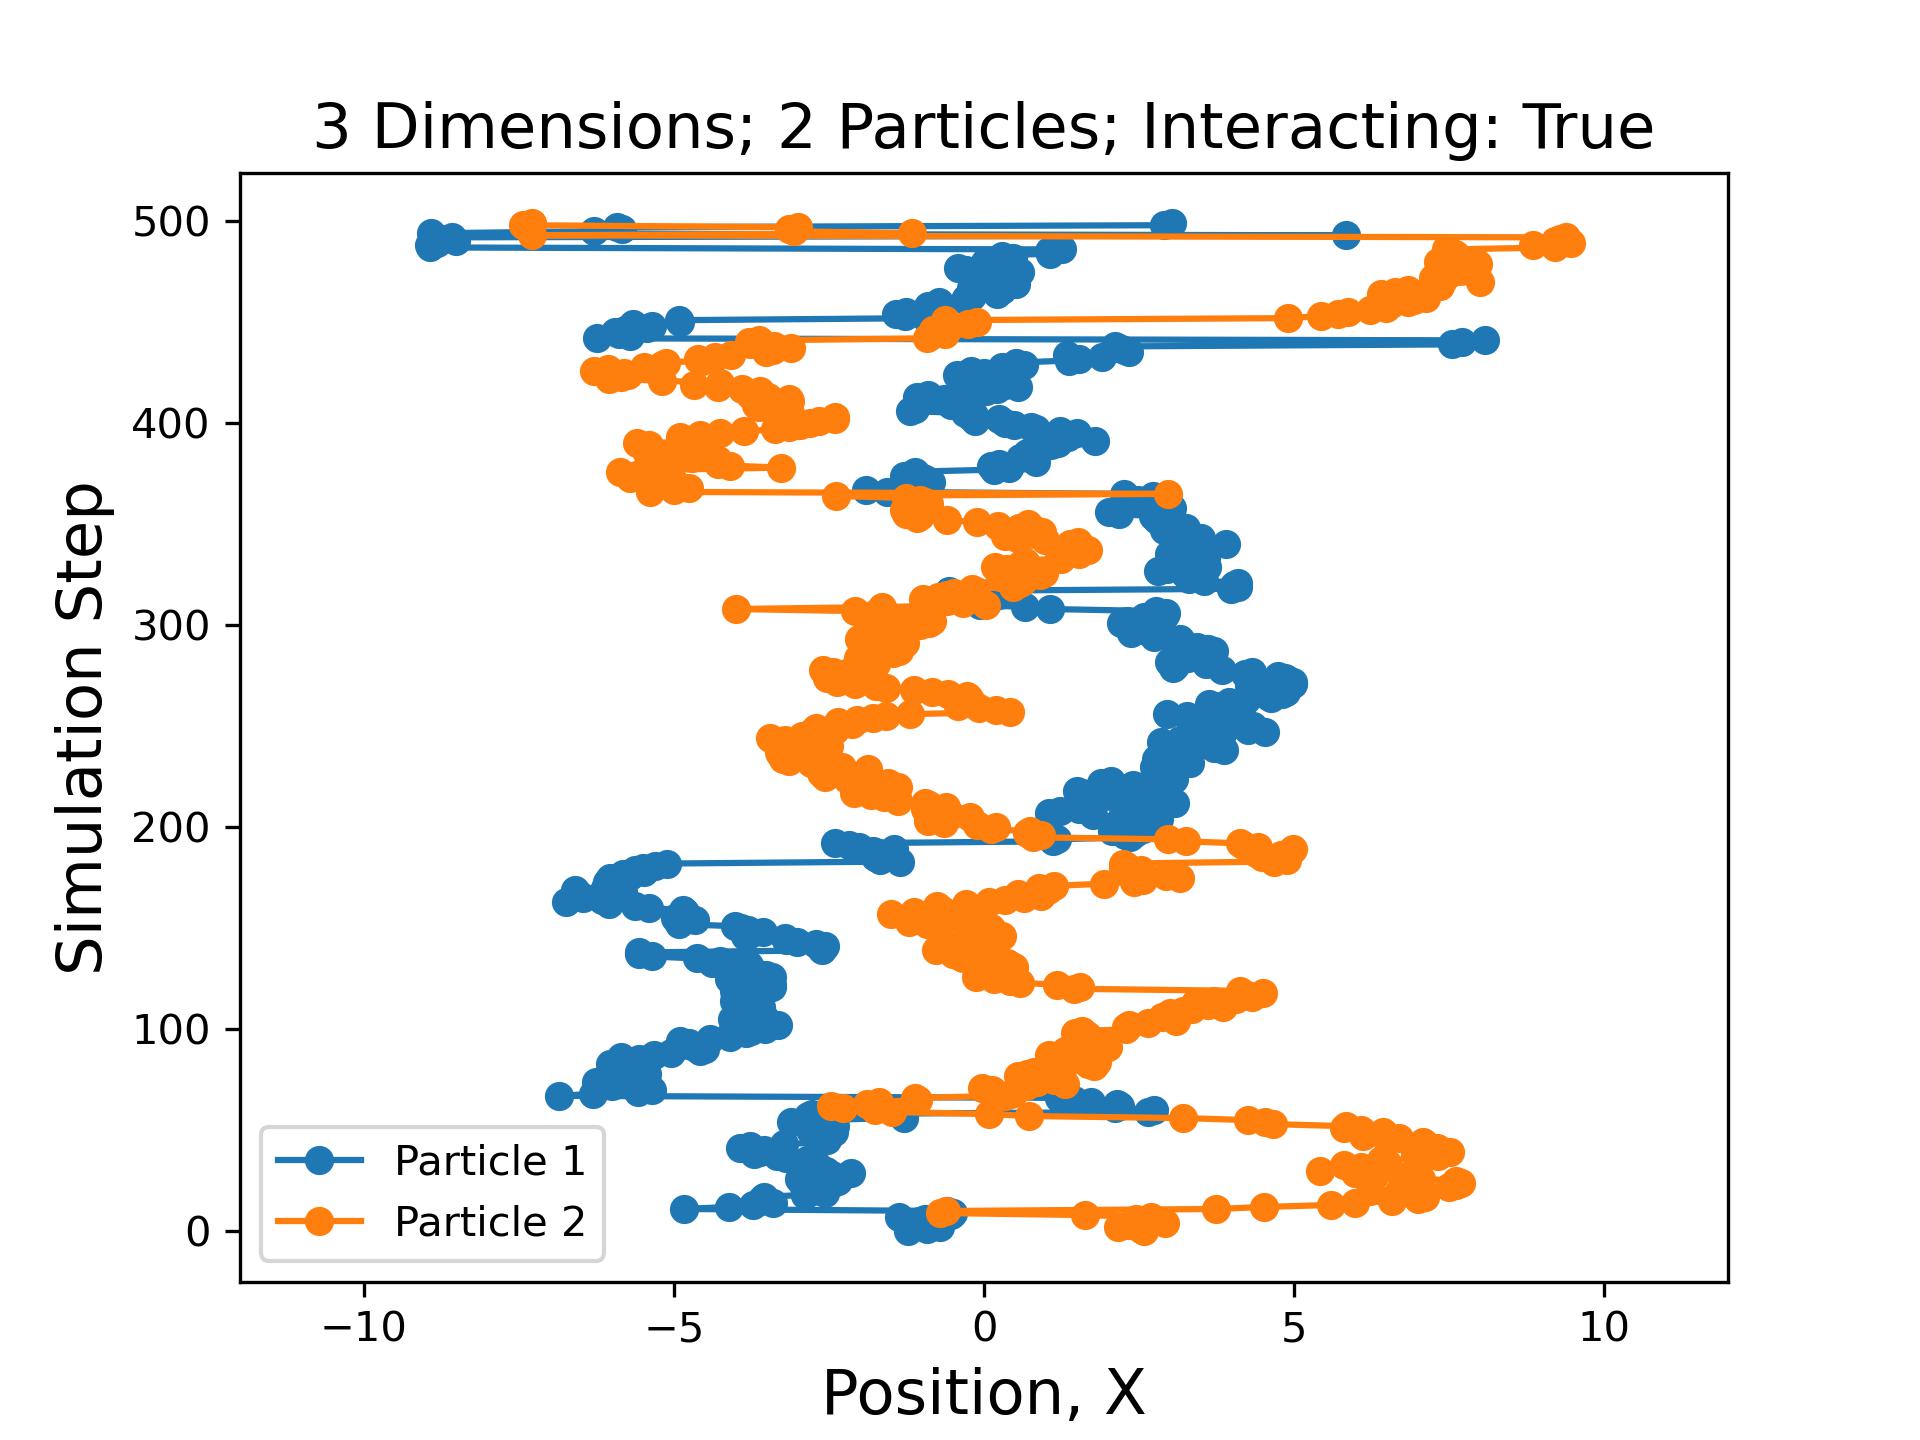 3 Dimensions; 2 Particles; Interacting: True
Simulation Step
500
400
300
200
100
0
Particle 1
Particle 2
−10
−5
0
5
10
Position, X